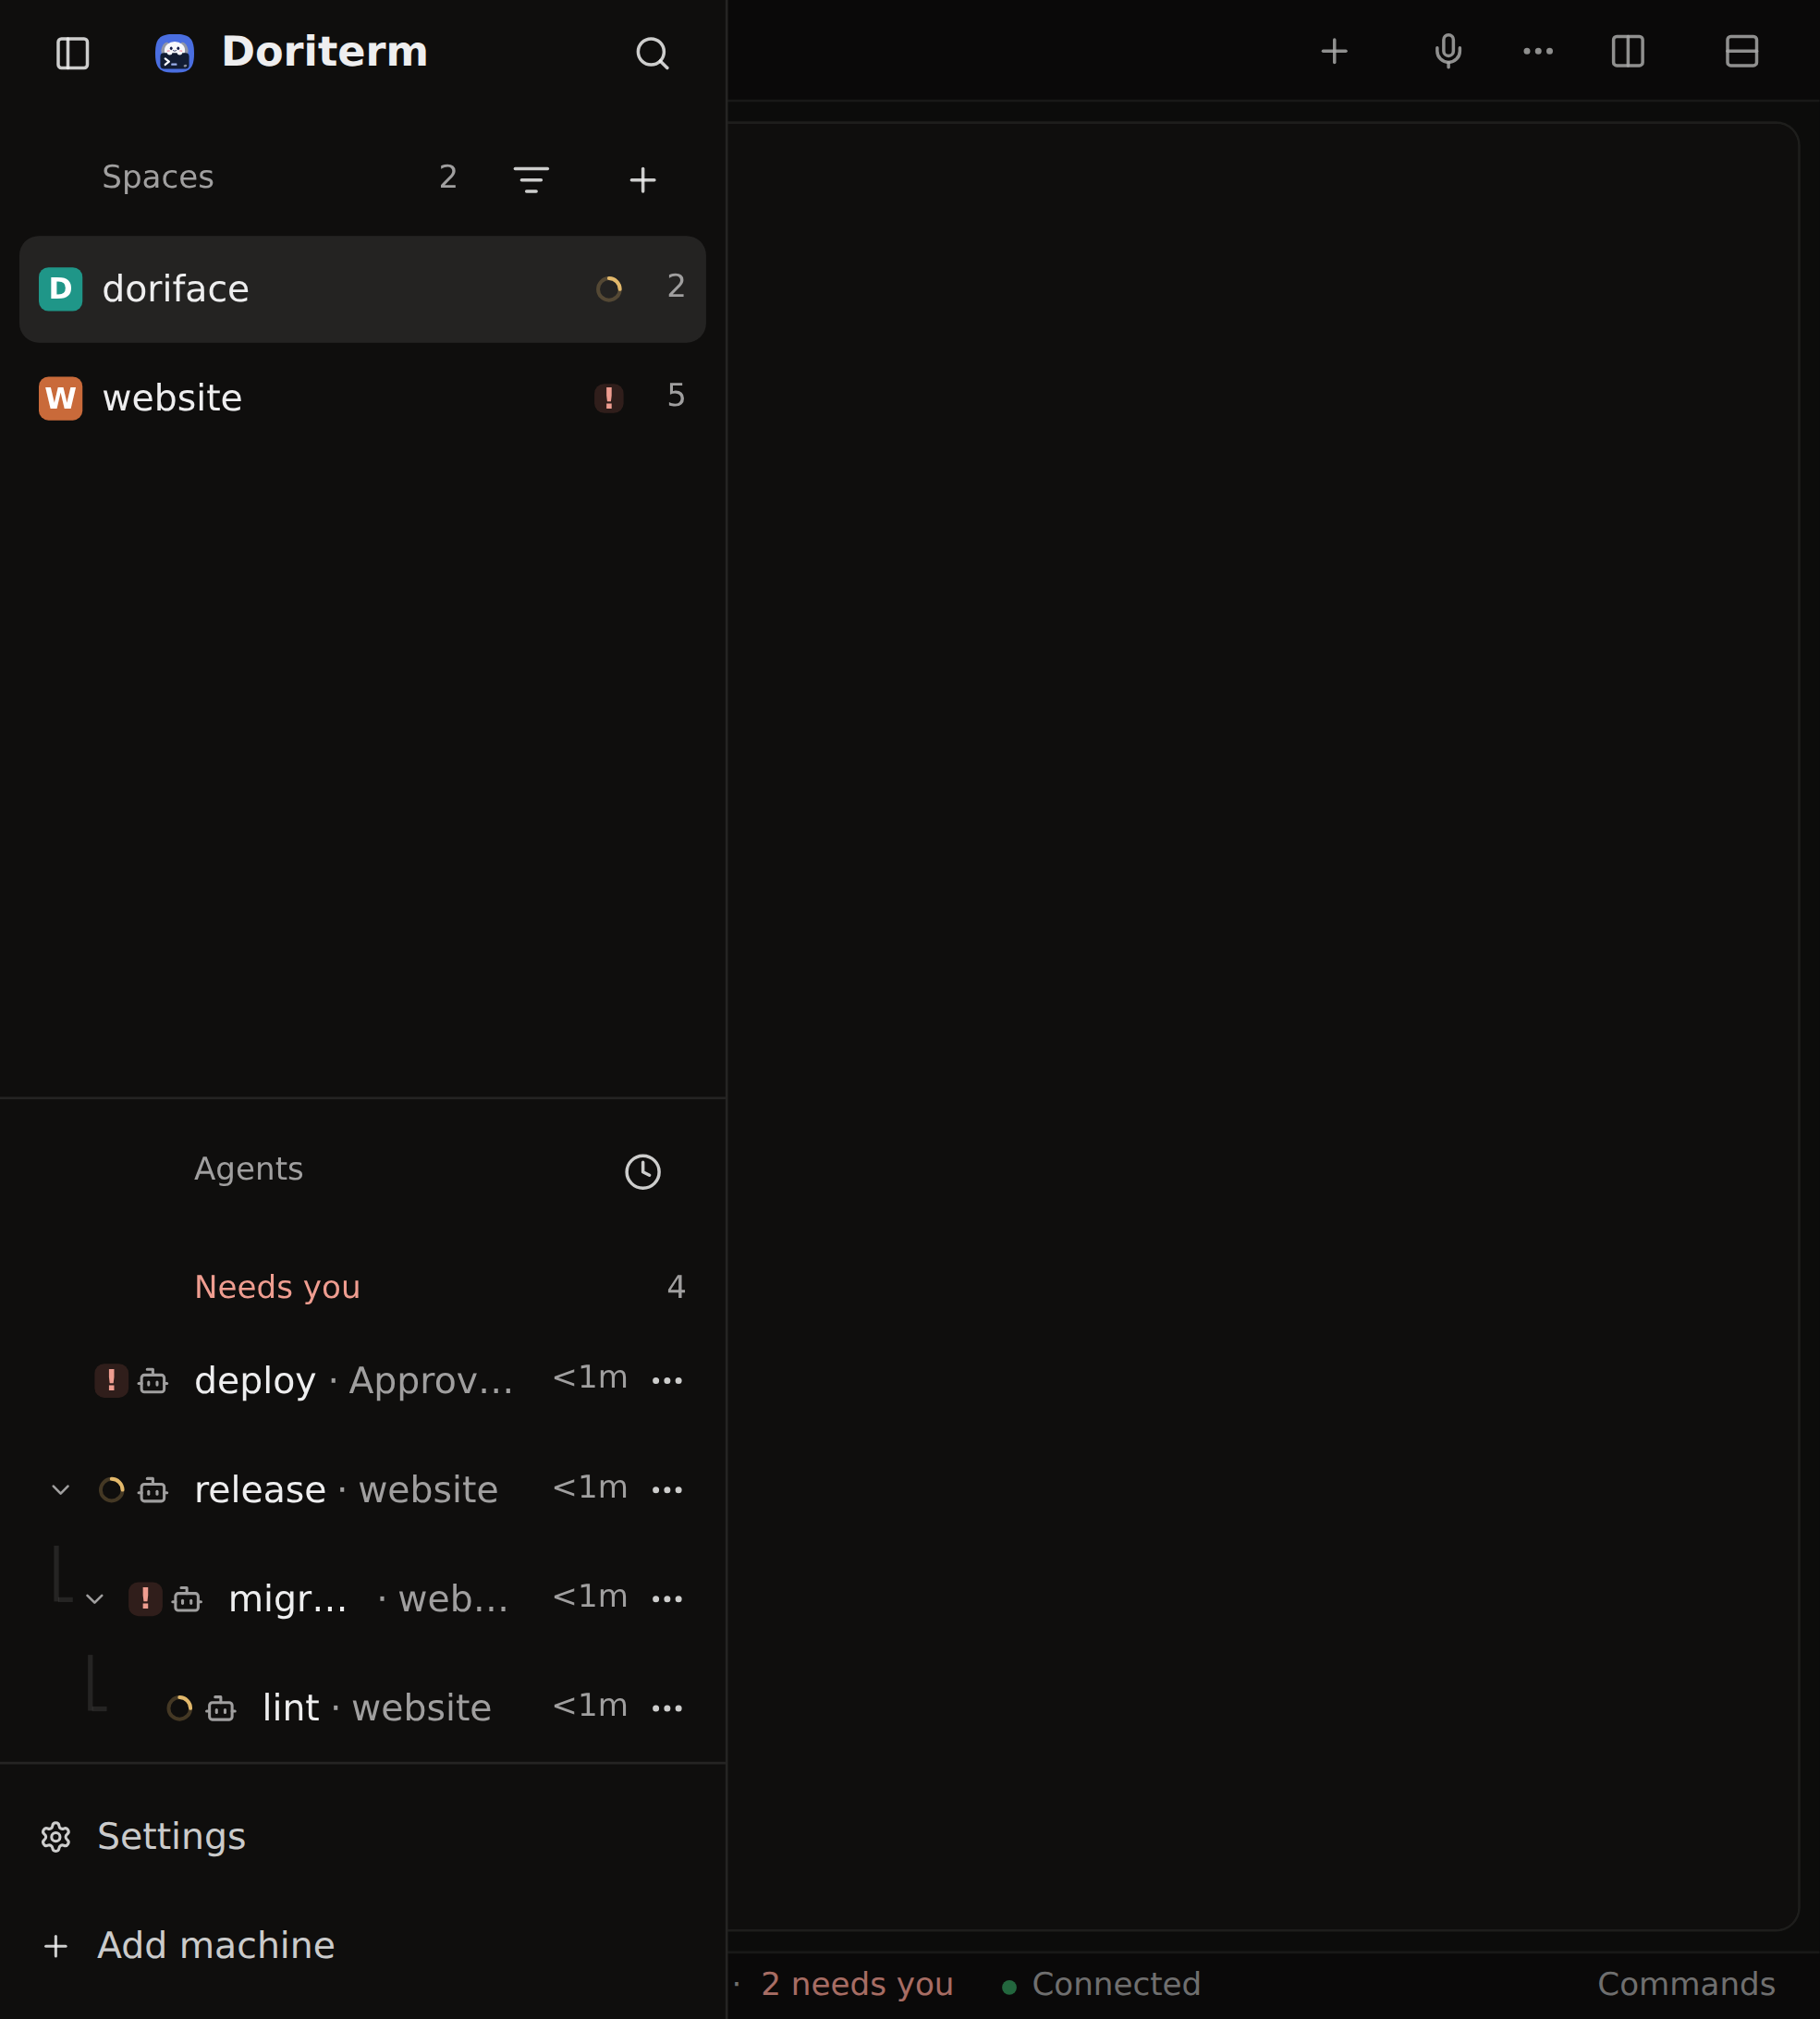 Doriterm
Spaces 2
D doriface 2
W website ! 5
Agents
Needs you 4
! deploy · Approv… <1m
release · website <1m
! migr… · web… <1m
lint · website <1m
Settings
Add machine
· 2 needs you Connected Commands